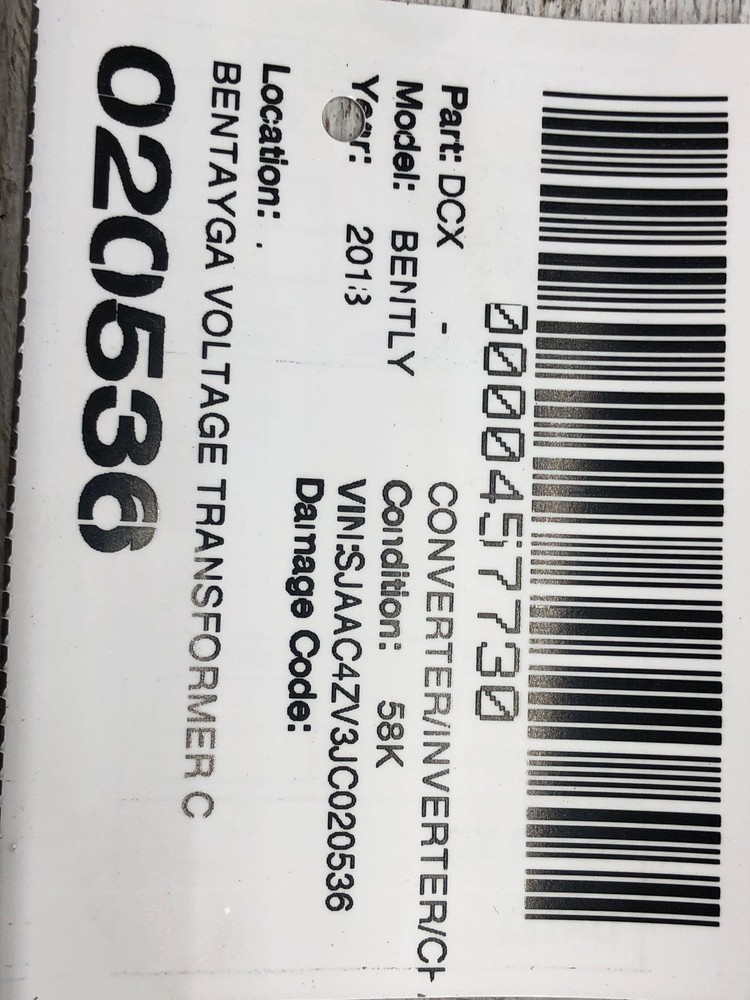 0000457730
Part: DCX - CONVERTER/INVERTER/CH
Model: BENTLY Condition: 58K
Year: 2018 VIN:SJAAC4ZV3JC020536
Damage Code:
Location: .
BENTAYGA VOLTAGE TRANSFORMER C
020536